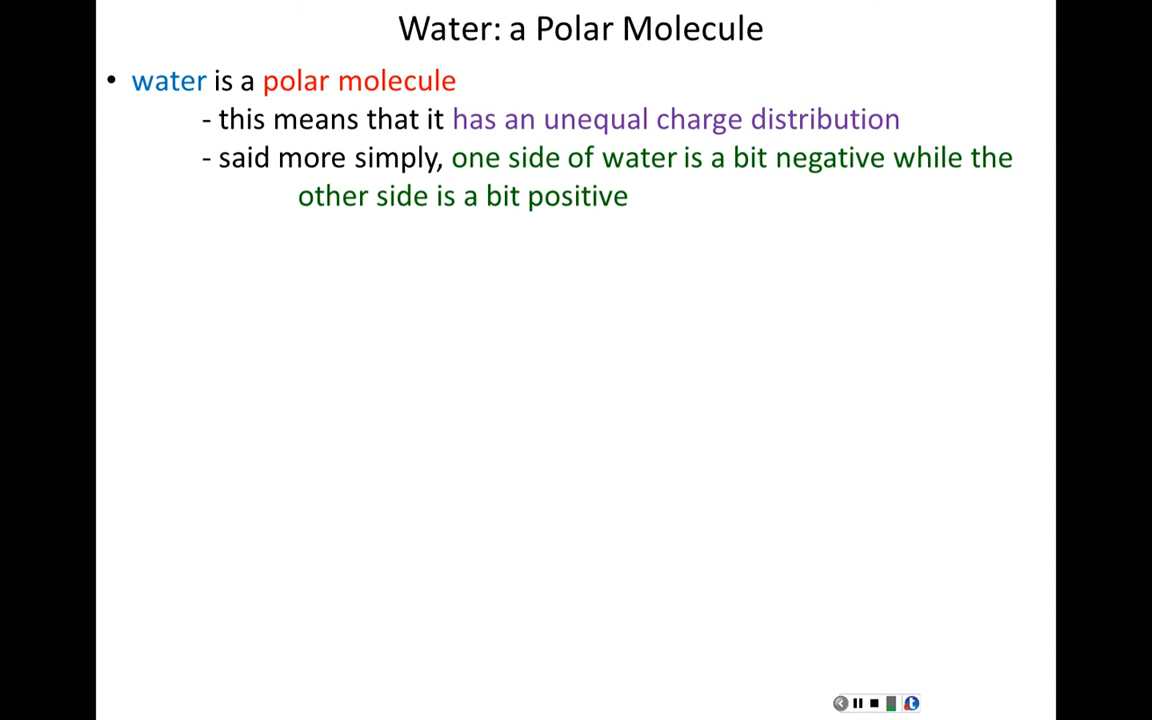 Water: a Polar Molecule
• water is a polar molecule
- this means that it has an unequal charge distribution
- said more simply, one side of water is a bit negative while the
other side is a bit positive